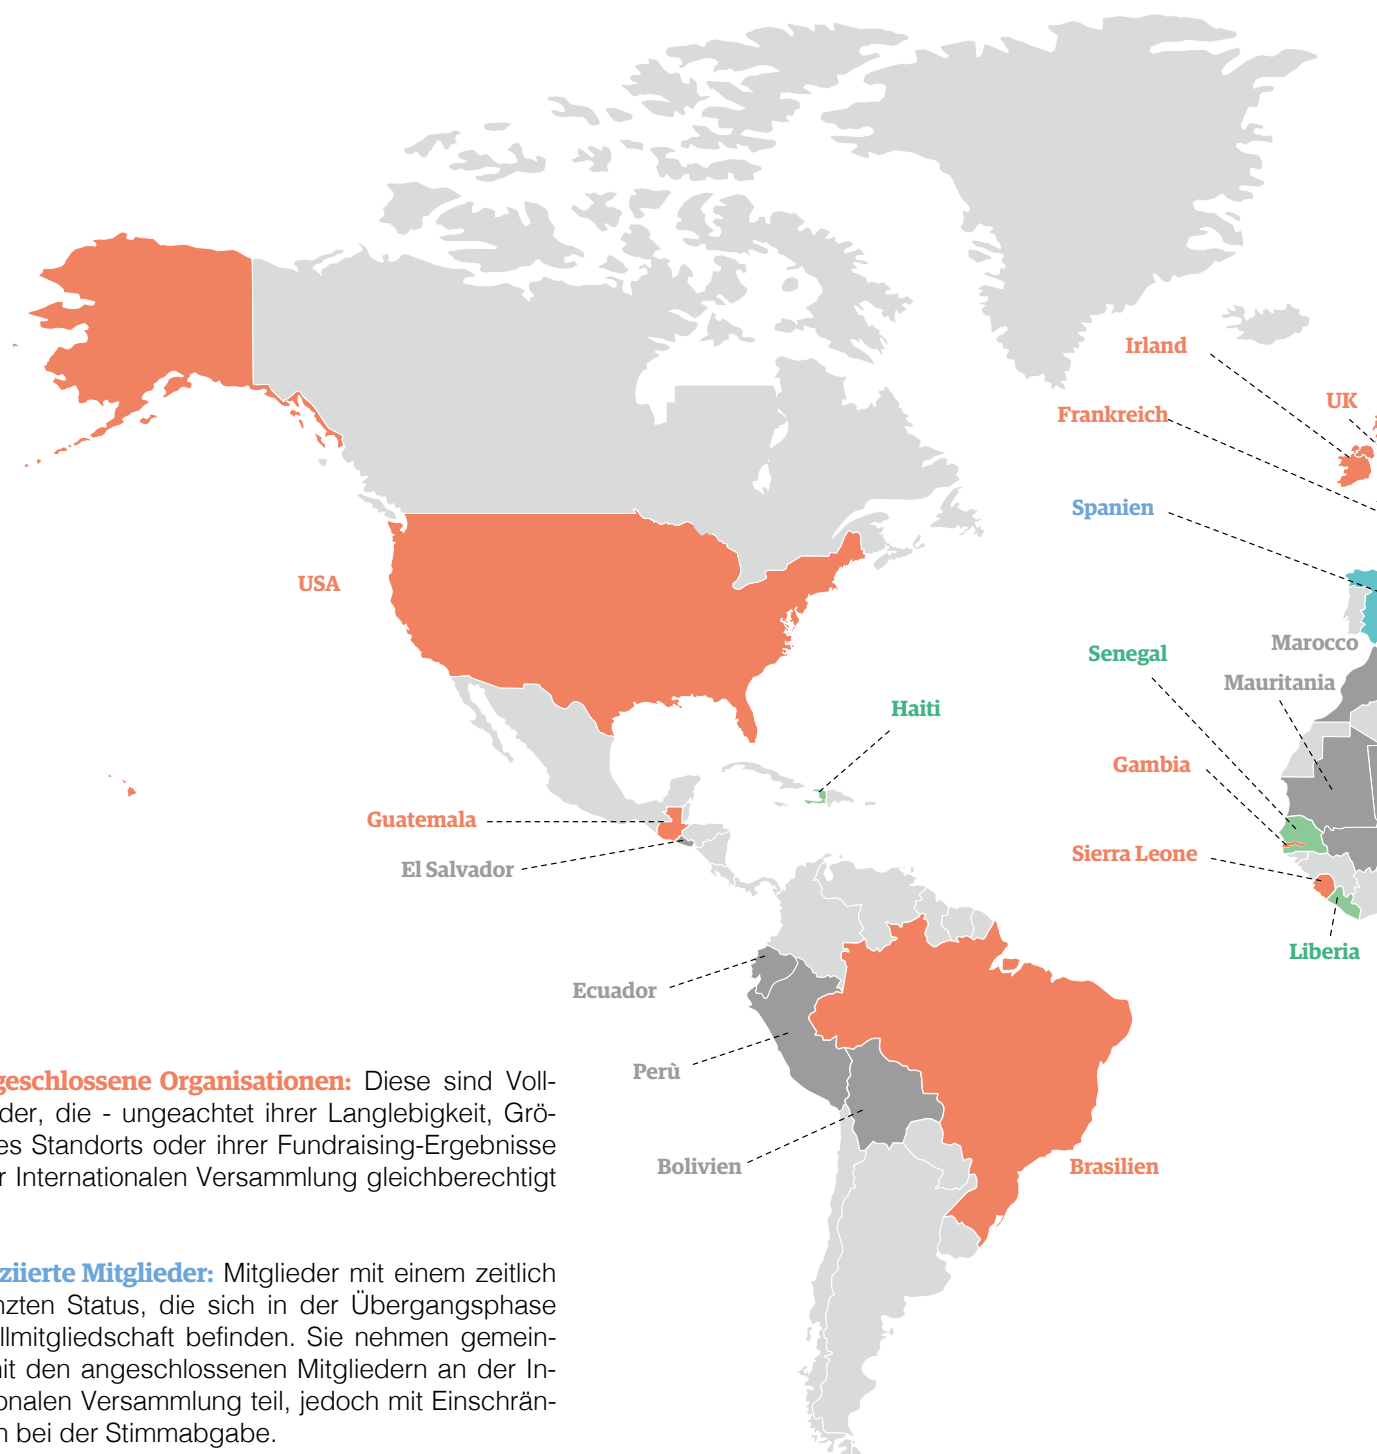 Irland
UK
Frankreich
Spanien
USA
Marocco
Senegal
Mauritania
Haiti
Gambia
Guatemala
Sierra Leone
El Salvador
Liberia
Ecuador
Perù
Bolivien
Brasilien
geschlossene Organisationen: Diese sind Voll-
der, die - ungeachtet ihrer Langlebigkeit, Grö-
es Standorts oder ihrer Fundraising-Ergebnisse
r Internationalen Versammlung gleichberechtigt
ziierte Mitglieder: Mitglieder mit einem zeitlich
nzten Status, die sich in der Übergangsphase
llmitgliedschaft befinden. Sie nehmen gemein-
nit den angeschlossenen Mitgliedern an der In-
onalen Versammlung teil, jedoch mit Einschrän-
n bei der Stimmabgabe.